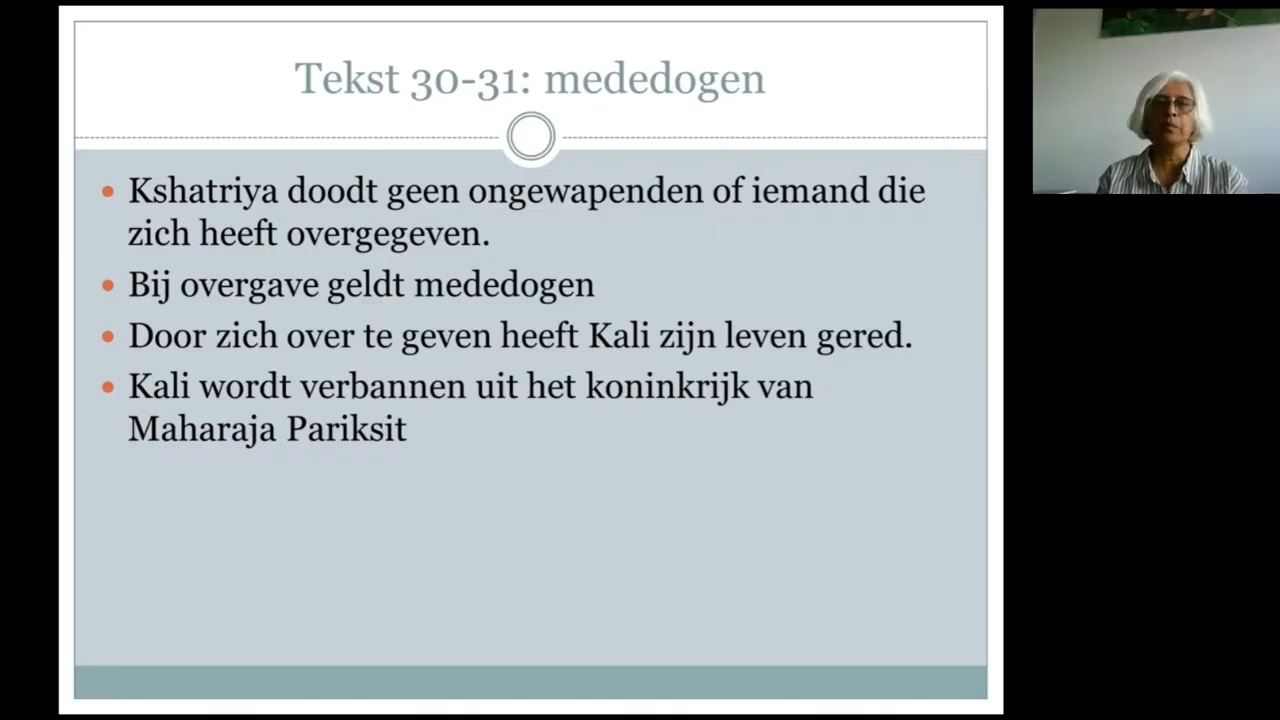 Tekst 30-31: mededogen
• Kshatriya doodt geen ongewapenden of iemand die
zich heeft overgegeven.
• Bij overgave geldt mededogen
• Door zich over te geven heeft Kali zijn leven gered.
• Kali wordt verbannen uit het koninkrijk van
Maharaja Pariksit